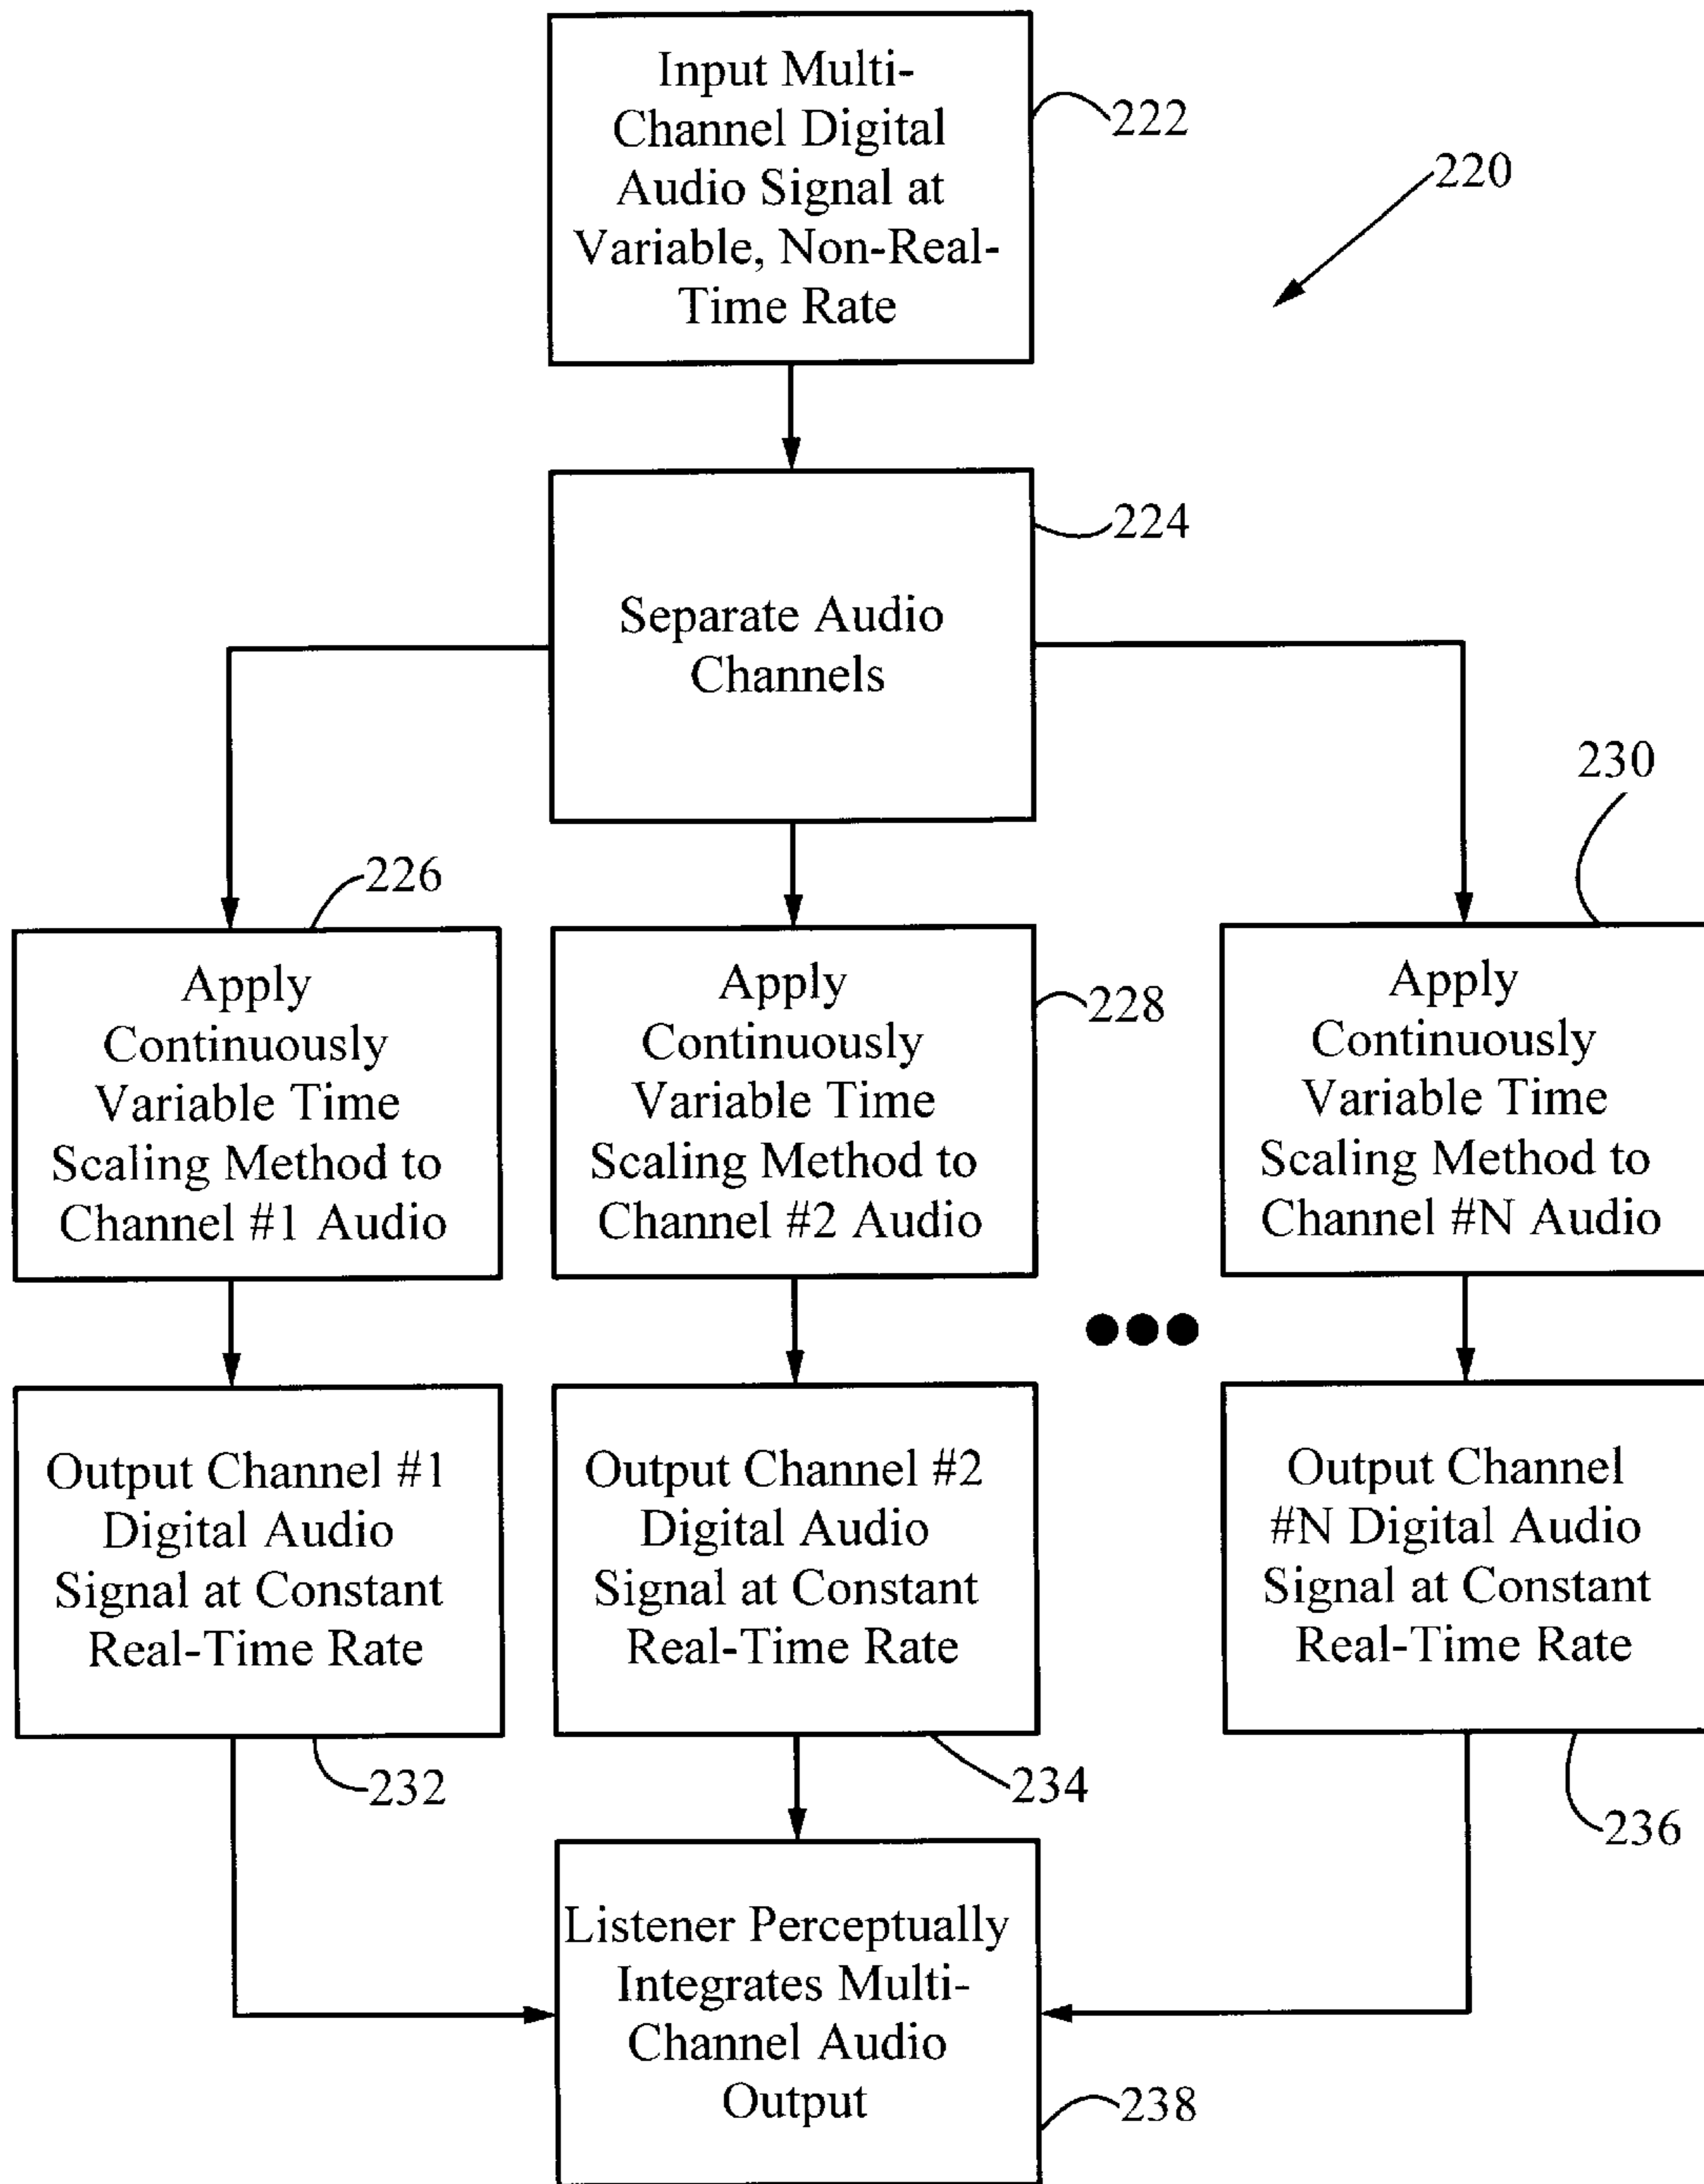 Input Multi-
Channel Digital
Audio Signal at
Variable, Non-Real-
Time Rate
222
220
Separate Audio
Channels
224
226
Apply
Continuously
Variable Time
Scaling Method to
Channel #1 Audio
Apply
Continuously
Variable Time
Scaling Method to
Channel #2 Audio
228
230
Apply
Continuously
Variable Time
Scaling Method to
Channel #N Audio
Output Channel #1
Digital Audio
Signal at Constant
Real-Time Rate
232
Output Channel #2
Digital Audio
Signal at Constant
Real-Time Rate
234
Output Channel
#N Digital Audio
Signal at Constant
Real-Time Rate
236
Listener Perceptually
Integrates Multi-
Channel Audio
Output
238